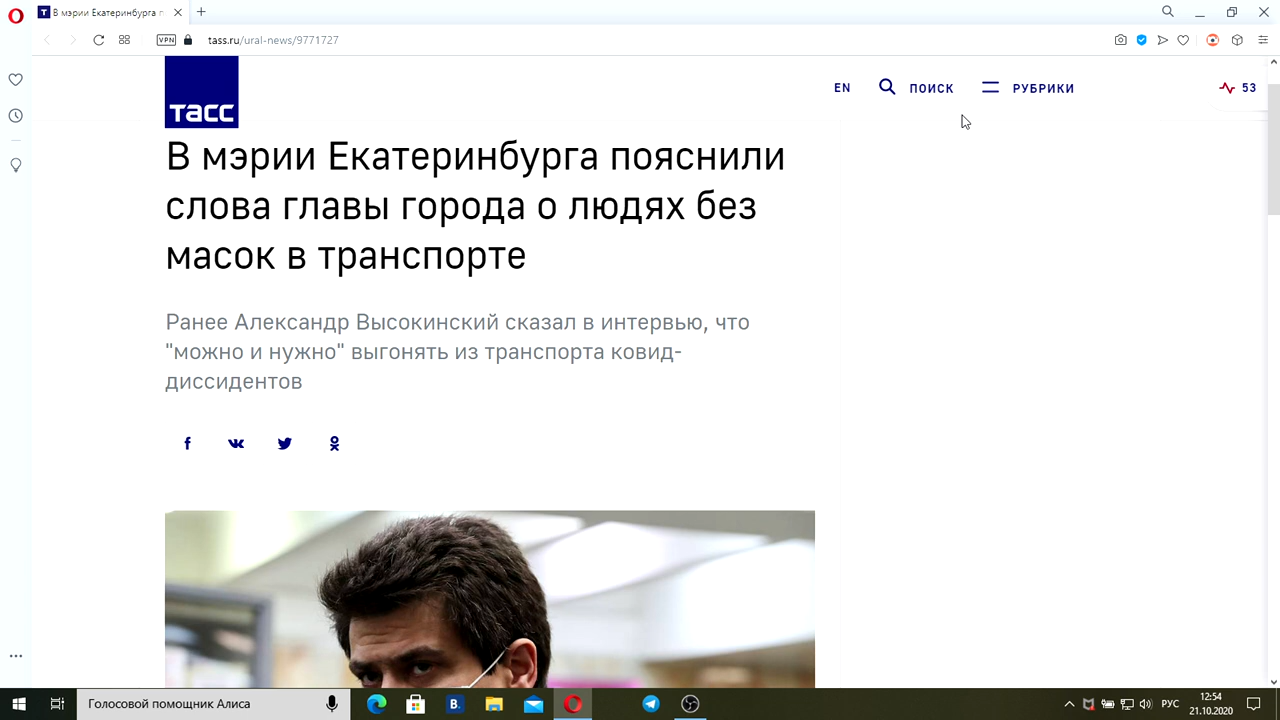 В мэрии Екатеринбурга п
VPN
tass.ru/ural-news/9771727
ТАСС
EN
ПОИСК
РУБРИКИ
53
В мэрии Екатеринбурга пояснили
слова главы города о людях без
масок в транспорте
Ранее Александр Высокинский сказал в интервью, что
"можно и нужно" выгонять из транспорта ковид-
диссидентов
Голосовой помощник Алиса
РУС
12:54
21.10.2020